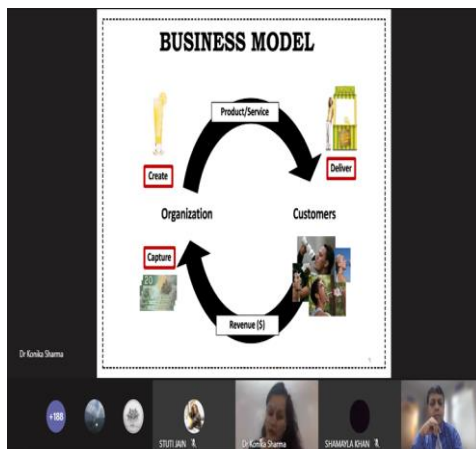 BUSINESS MODEL
Product/Service
Create
Deliver
Organization
Customers
Capture
Revenue ($)
Dr Konika Sharma
+188
STUTI JAIN
Dr Konika Sharma
SHAMAYLA KHAN